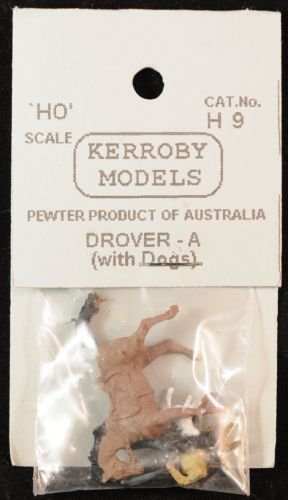 'HO'
SCALE
CAT.No.
H 9
KERROBY
MODELS
PEWTER PRODUCT OF AUSTRALIA
DROVER - A
(with Dogs).